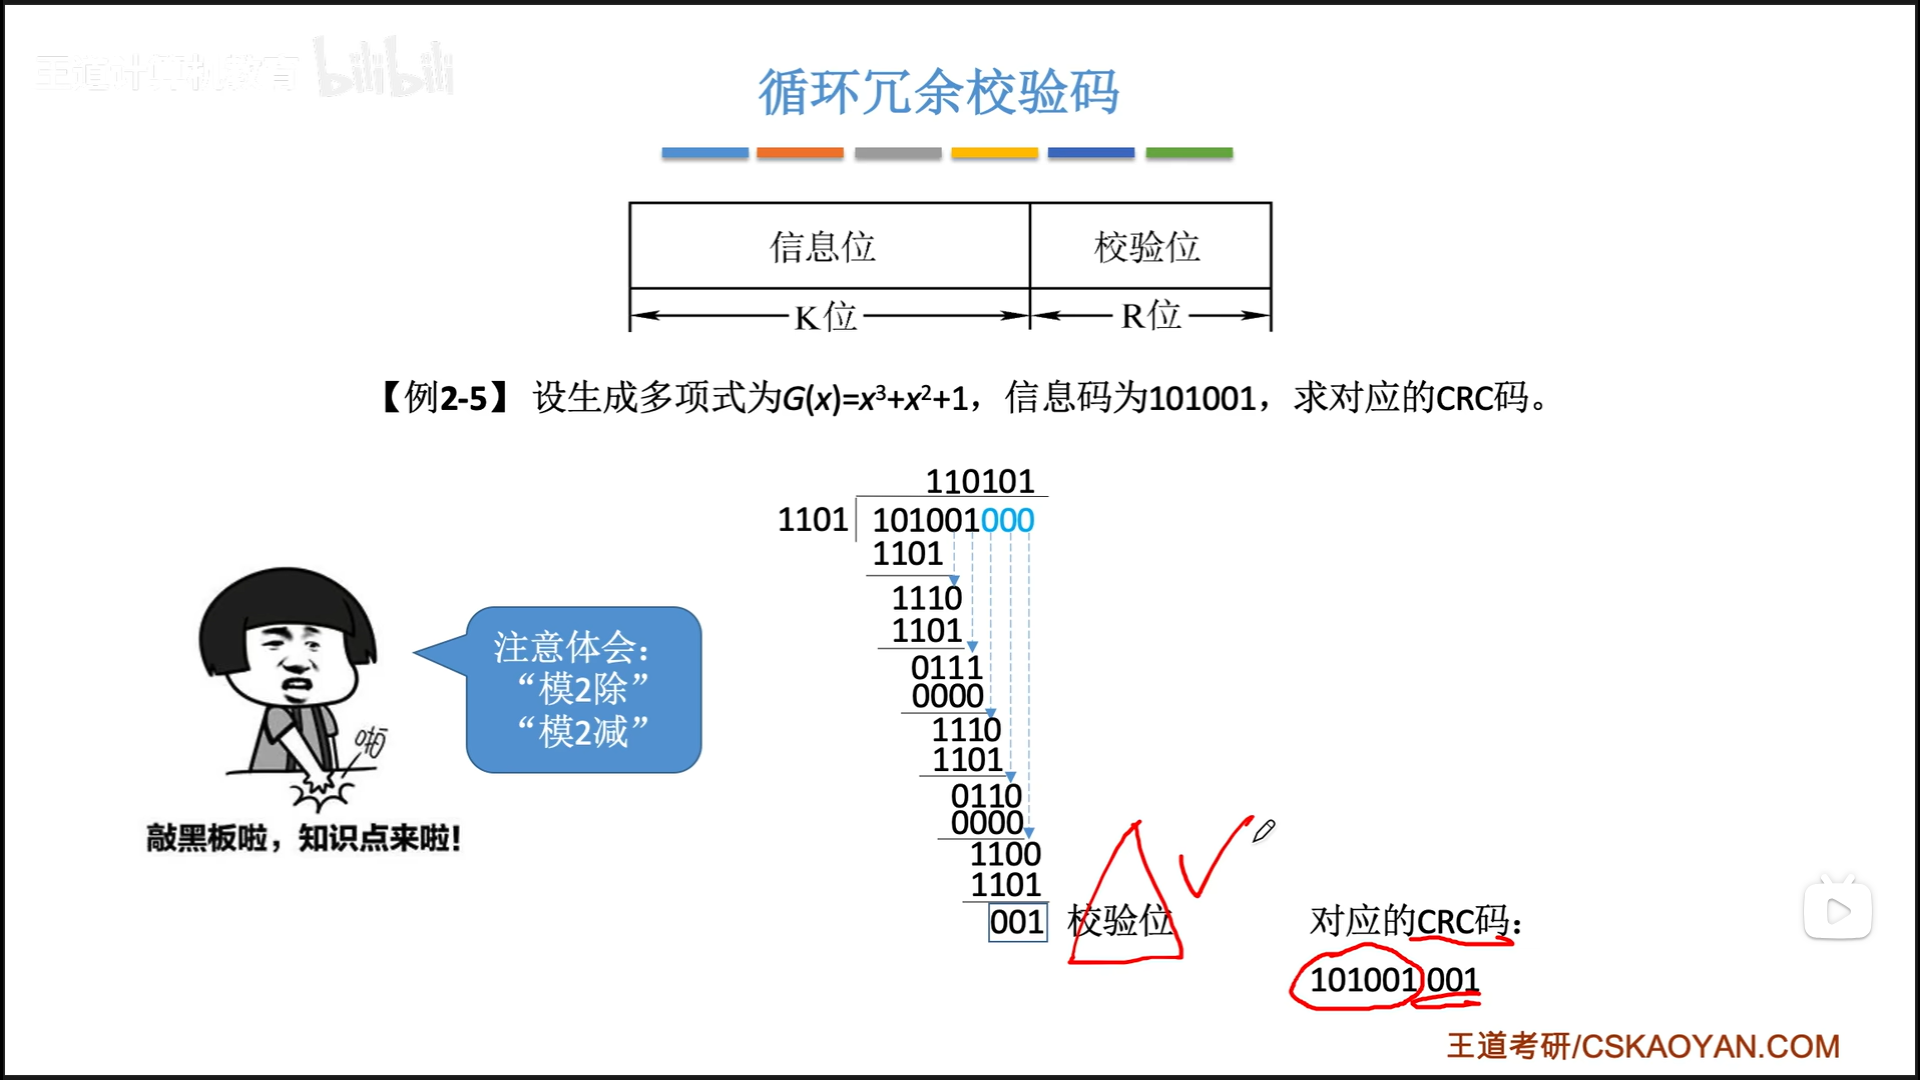 王道计算机教育 bilibili
循环冗余校验码
信息位 校验位
K位 R位
【例2-5】 设生成多项式为G(x)=x³+x²+1，信息码为101001，求对应的CRC码。
110101
1101 101001000
1101
1110
1101
0111
0000
1110
1101
0110
0000
1100
1101
001 校验位
注意体会：
“模2除”
“模2减”
啪
敲黑板啦，知识点来啦!
对应的CRC码：
101001 001
王道考研/CSKAOYAN.COM